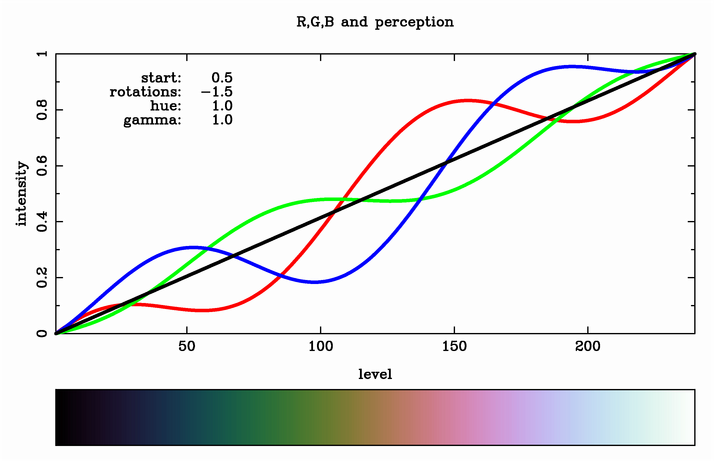 R,G,B and perception
start: 0.5
rotations: −1.5
hue: 1.0
gamma: 1.0
intensity
0
0.2
0.4
0.6
0.8
1
50 100 150 200
level